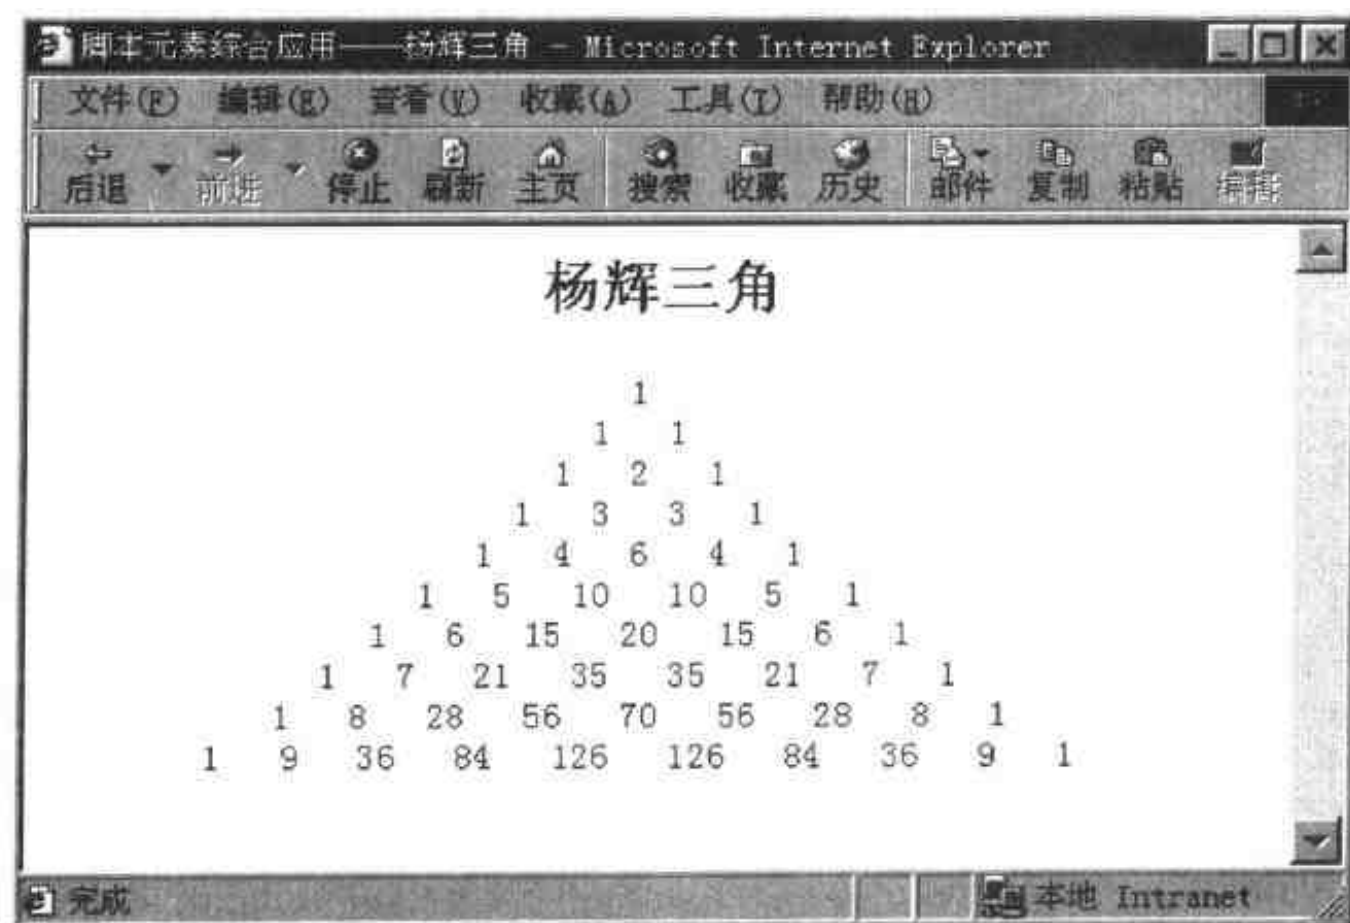 脚本元素综合应用——杨辉三角 - Microsoft Internet Explorer
文件(F) 编辑(E) 查看(V) 收藏(A) 工具(T) 帮助(H)
后退 前进 停止 刷新 主页 搜索 收藏 历史 邮件 复制 粘贴 编辑
杨辉三角
1
1 1
1 2 1
1 3 3 1
1 4 6 4 1
1 5 10 10 5 1
1 6 15 20 15 6 1
1 7 21 35 35 21 7 1
1 8 28 56 70 56 28 8 1
1 9 36 84 126 126 84 36 9 1
完成 本地 Intranet